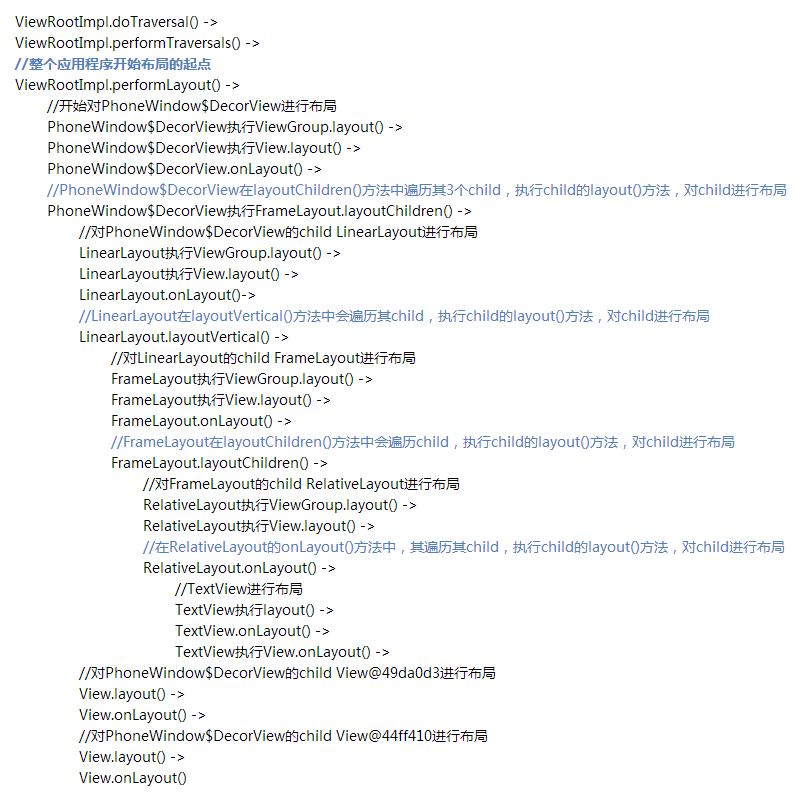 ViewRootImpl.doTraversal() ->
ViewRootImpl.performTraversals() ->
//整个应用程序开始布局的起点
ViewRootImpl.performLayout() ->
//开始对PhoneWindow$DecorView进行布局
PhoneWindow$DecorView执行ViewGroup.layout() ->
PhoneWindow$DecorView执行View.layout() ->
PhoneWindow$DecorView.onLayout() ->
//PhoneWindow$DecorView在layoutChildren()方法中遍历其3个child，执行child的layout()方法，对child进行布局
PhoneWindow$DecorView执行FrameLayout.layoutChildren() ->
//对PhoneWindow$DecorView的child LinearLayout进行布局
LinearLayout执行ViewGroup.layout() ->
LinearLayout执行View.layout() ->
LinearLayout.onLayout()->
//LinearLayout在layoutVertical()方法中会遍历其child，执行child的layout()方法，对child进行布局
LinearLayout.layoutVertical() ->
//对LinearLayout的child FrameLayout进行布局
FrameLayout执行ViewGroup.layout() ->
FrameLayout执行View.layout() ->
FrameLayout.onLayout() ->
//FrameLayout在layoutChildren()方法中会遍历child，执行child的layout()方法，对child进行布局
FrameLayout.layoutChildren() ->
//对FrameLayout的child RelativeLayout进行布局
RelativeLayout执行ViewGroup.layout() ->
RelativeLayout执行View.layout() ->
//在RelativeLayout的onLayout()方法中，其遍历其child，执行child的layout()方法，对child进行布局
RelativeLayout.onLayout() ->
//TextView进行布局
TextView执行layout() ->
TextView.onLayout() ->
TextView执行View.onLayout() ->
//对PhoneWindow$DecorView的child View@49da0d3进行布局
View.layout() ->
View.onLayout() ->
//对PhoneWindow$DecorView的child View@44ff410进行布局
View.layout() ->
View.onLayout()